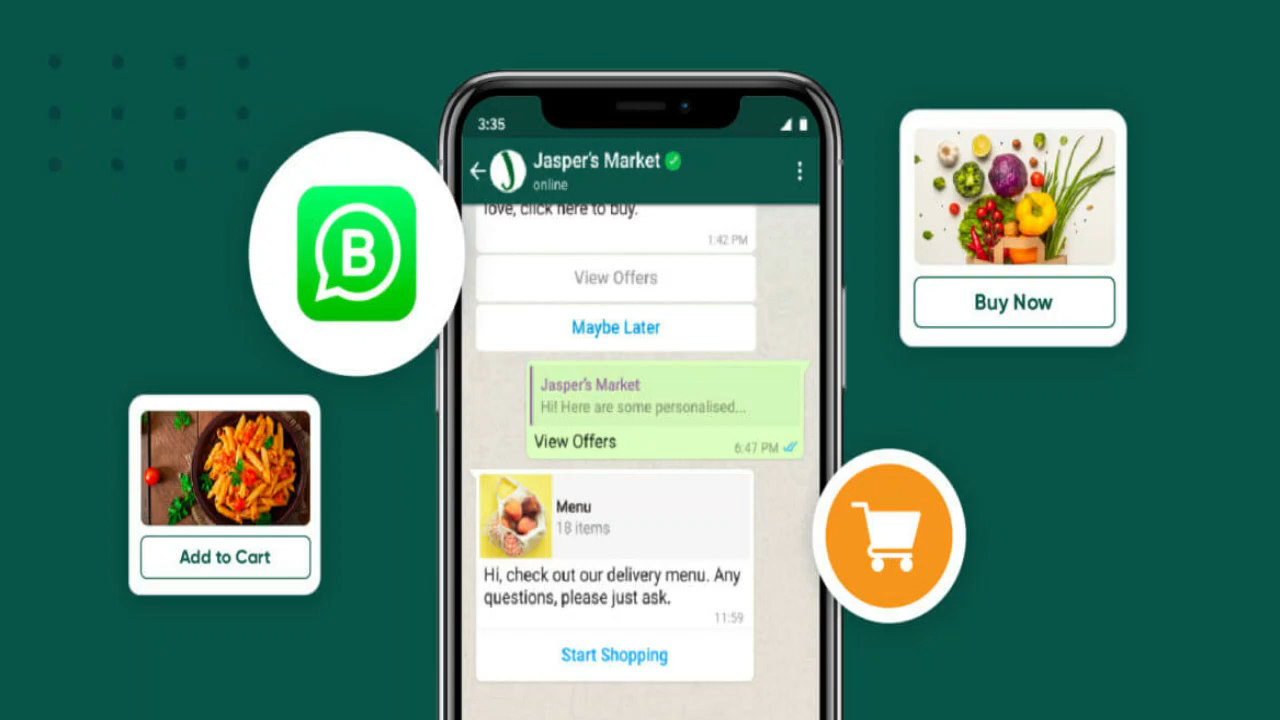 3:35
Jasper's Market
online
love, click here to buy.
1:42 PM
View Offers
Maybe Later
Jasper's Market
Hi! Here are some personalised...
View Offers
6:47 PM
Menu
18 items
Hi, check out our delivery menu. Any
questions, please just ask.
11:59
Start Shopping
B
Add to Cart
Buy Now